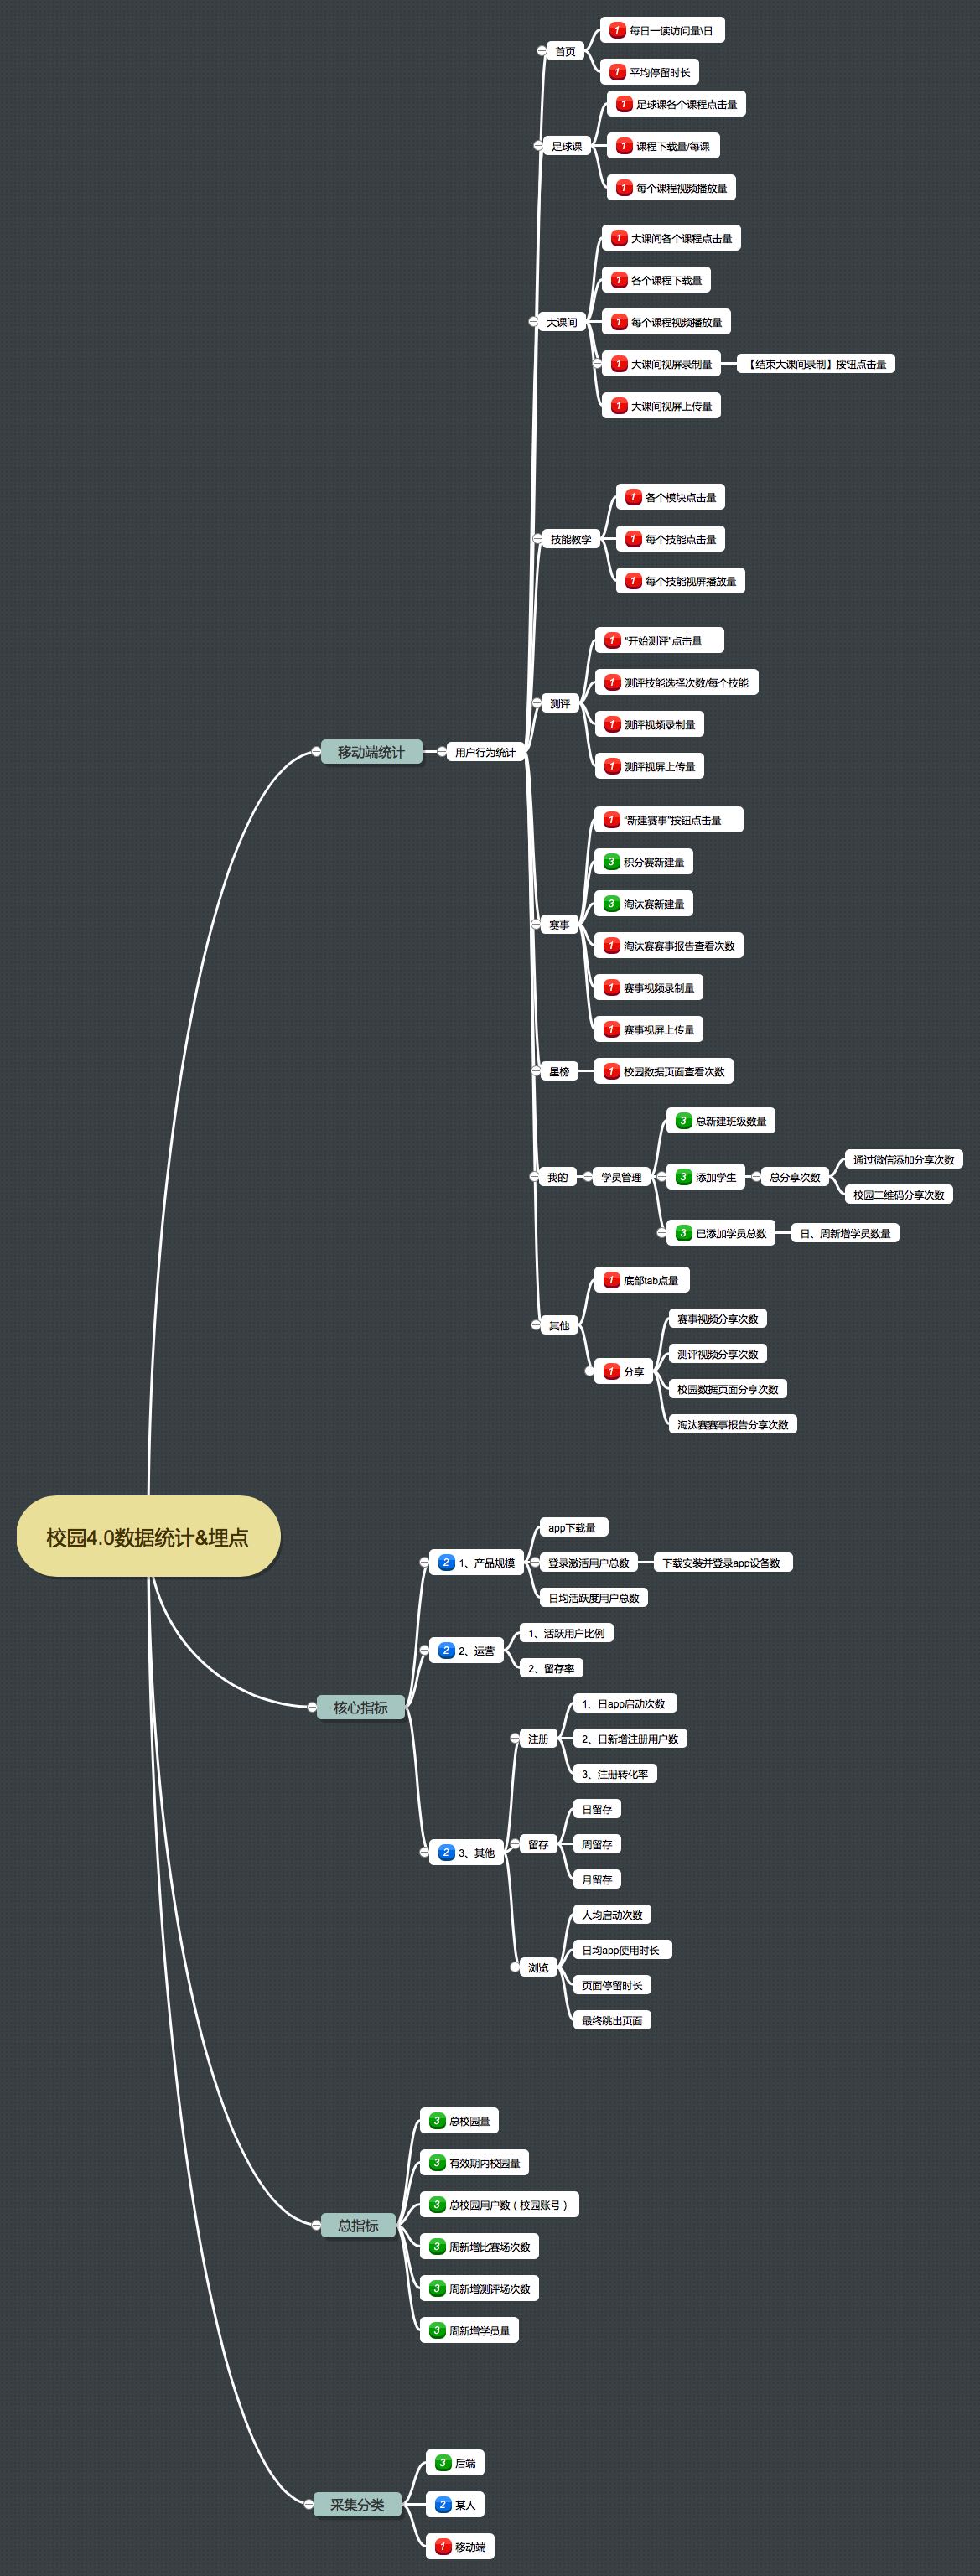 校园4.0数据统计&埋点
移动端统计
用户行为统计
首页
1 每日一读访问量\日
1 平均停留时长
足球课
1 足球课各个课程点击量
1 课程下载量/每课
1 每个课程视频播放量
大课间
1 大课间各个课程点击量
1 各个课程下载量
1 每个课程视频播放量
1 大课间视屏录制量
【结束大课间录制】按钮点击量
1 大课间视屏上传量
技能教学
1 各个模块点击量
1 每个技能点击量
1 每个技能视屏播放量
测评
1 “开始测评”点击量
1 测评技能选择次数/每个技能
1 测评视频录制量
1 测评视屏上传量
赛事
1 “新建赛事”按钮点击量
3 积分赛新建量
3 淘汰赛新建量
1 淘汰赛赛事报告查看次数
1 赛事视频录制量
1 赛事视屏上传量
星榜
1 校园数据页面查看次数
我的
学员管理
3 总新建班级数量
3 添加学生
总分享次数
通过微信添加分享次数
校园二维码分享次数
3 已添加学员总数
日、周新增学员数量
其他
1 底部tab点量
1 分享
赛事视频分享次数
测评视频分享次数
校园数据页面分享次数
淘汰赛赛事报告分享次数
核心指标
2 1、产品规模
app下载量
登录激活用户总数
下载安装并登录app设备数
日均活跃度用户总数
2 2、运营
1、活跃用户比例
2、留存率
2 3、其他
注册
1、日app启动次数
2、日新增注册用户数
3、注册转化率
留存
日留存
周留存
月留存
浏览
人均启动次数
日均app使用时长
页面停留时长
最终跳出页面
总指标
3 总校园量
3 有效期内校园量
3 总校园用户数（校园账号）
3 周新增比赛场次数
3 周新增测评场次数
3 周新增学员量
采集分类
3 后端
2 某人
1 移动端